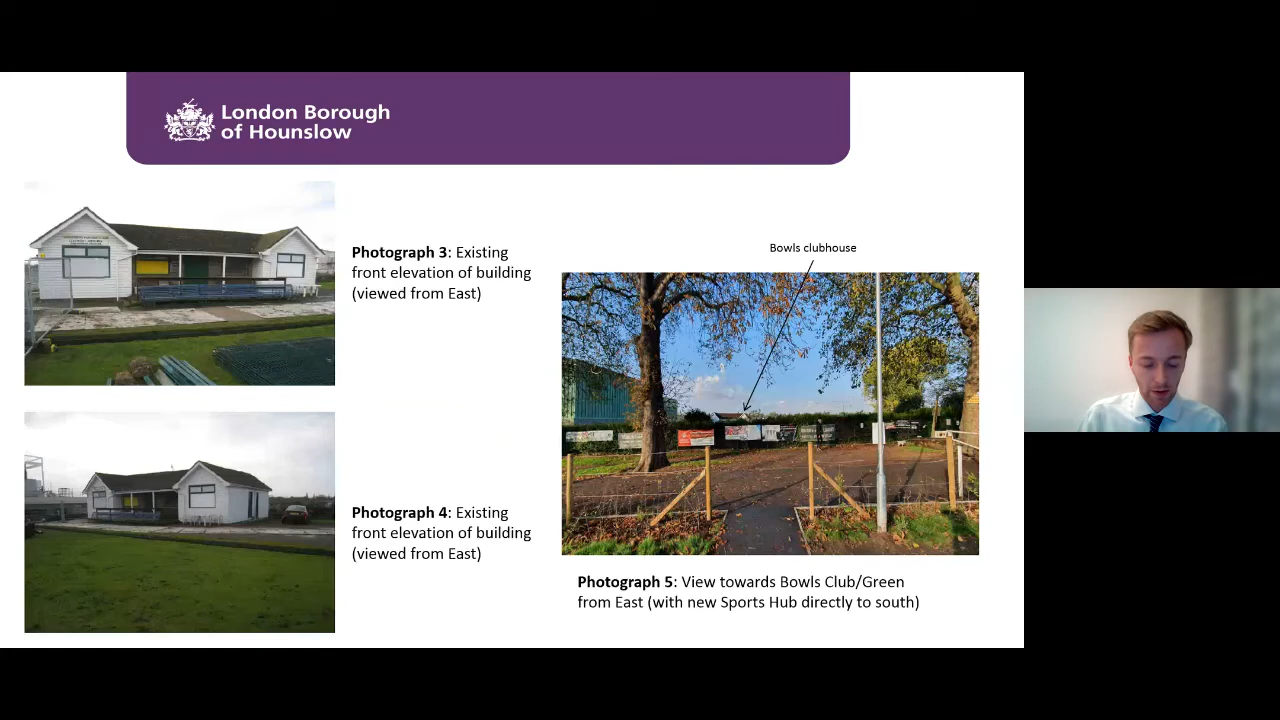 London Borough
of Hounslow
Photograph 3: Existing
front elevation of building
(viewed from East)
Photograph 4: Existing
front elevation of building
(viewed from East)
Bowls clubhouse
Photograph 5: View towards Bowls Club/Green
from East (with new Sports Hub directly to south)